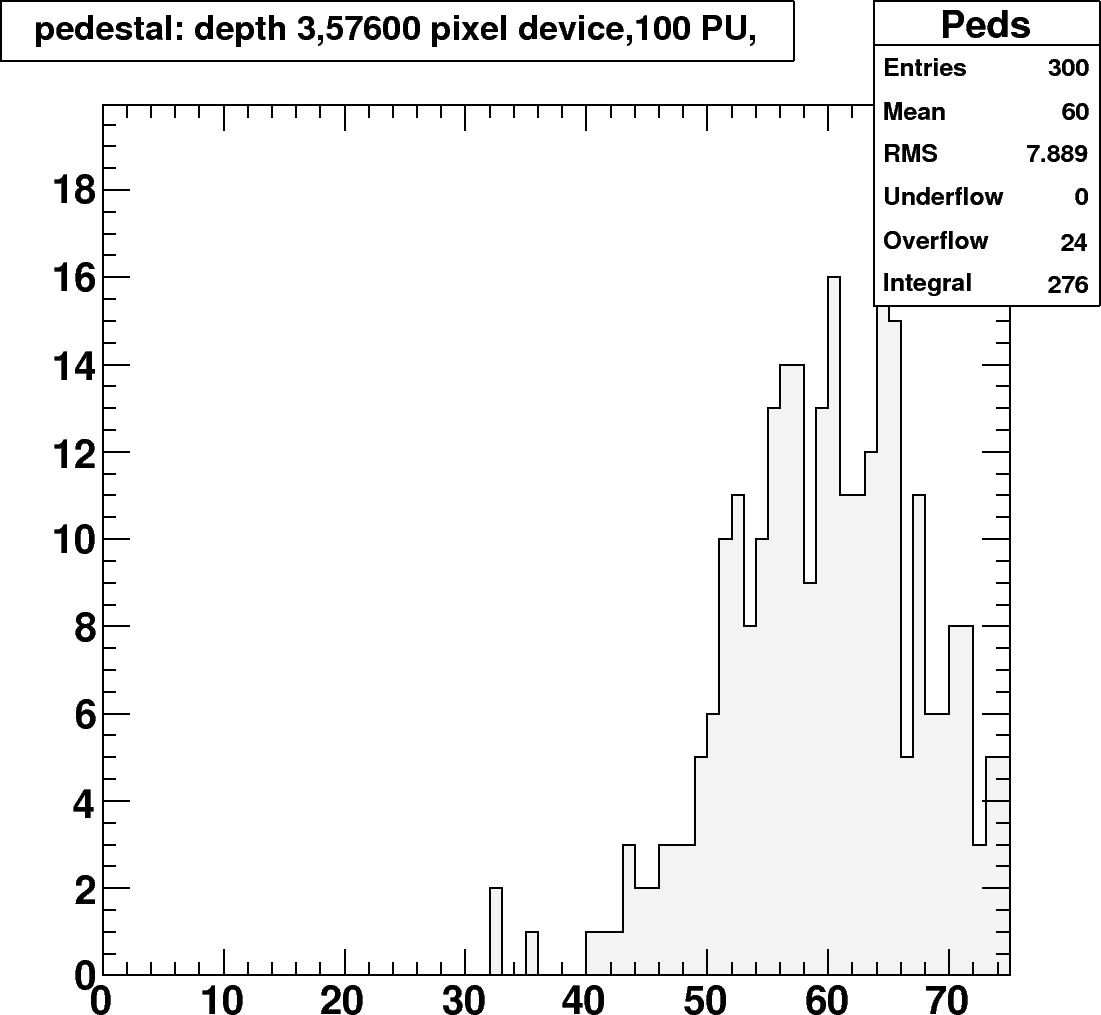 pedestal: depth 3,57600 pixel device,100 PU,
Peds
Entries 300
Mean 60
RMS 7.889
Underflow 0
Overflow 24
Integral 276
18
16
14
12
10
8
6
4
2
0
0 10 20 30 40 50 60 70